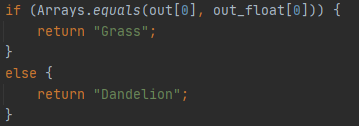 if (Arrays.equals(out[0], out_float[0])) {
    return "Grass";
}
else {
    return "Dandelion";
}